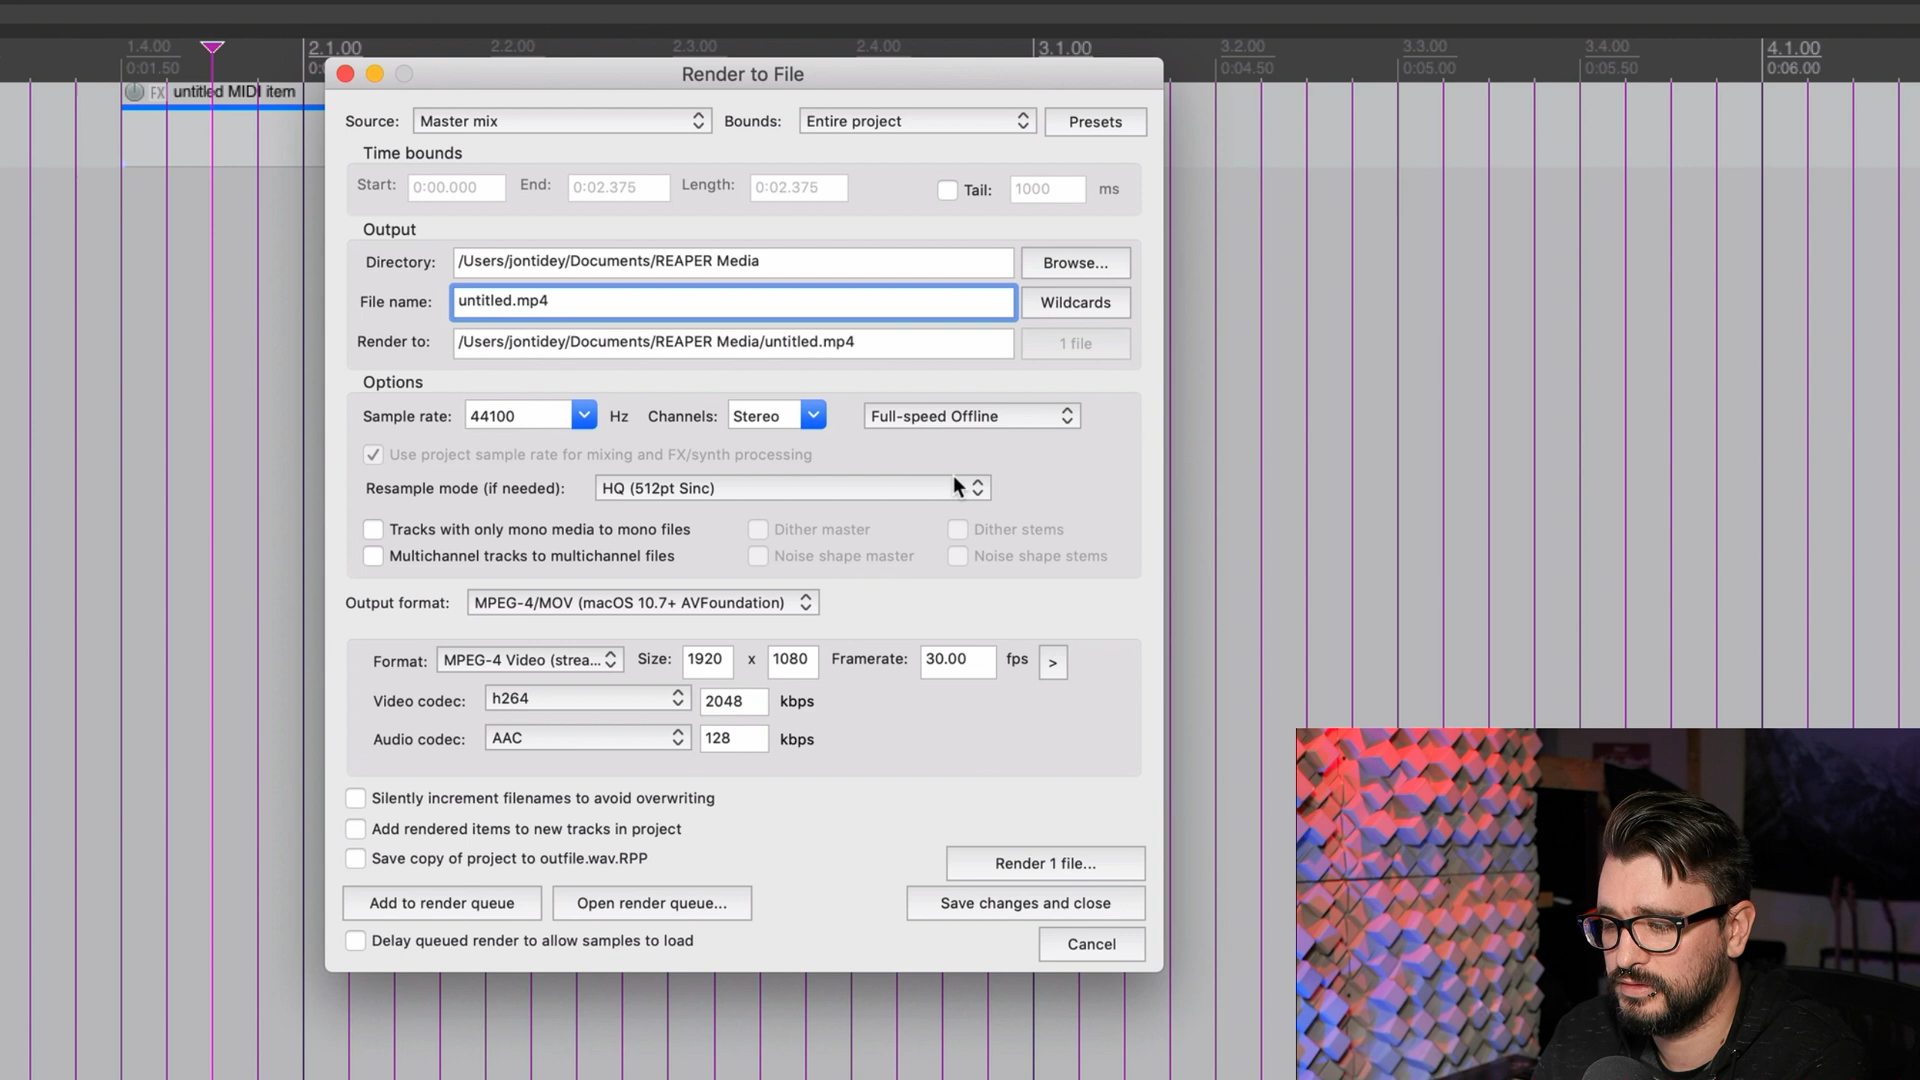 1.4.00 2.1.00 2.2.00 2.3.00 2.4.00 3.1.00 3.2.00 3.3.00 3.4.00 4.1.00
0:01.50 0: 0:04.50 0:05.00 0:05.50 0:06.00
FX untitled MIDI item
Render to File
Source: Master mix Bounds: Entire project Presets
Time bounds
Start: 0:00.000 End: 0:02.375 Length: 0:02.375 Tail: 1000 ms
Output
Directory: /Users/jontidey/Documents/REAPER Media Browse...
File name: untitled.mp4 Wildcards
Render to: /Users/jontidey/Documents/REAPER Media/untitled.mp4 1 file
Options
Sample rate: 44100 Hz Channels: Stereo Full-speed Offline
Use project sample rate for mixing and FX/synth processing
Resample mode (if needed): HQ (512pt Sinc)
Tracks with only mono media to mono files Dither master Dither stems
Multichannel tracks to multichannel files Noise shape master Noise shape stems
Output format: MPEG-4/MOV (macOS 10.7+ AVFoundation)
Format: MPEG-4 Video (strea... Size: 1920 x 1080 Framerate: 30.00 fps >
Video codec: h264 2048 kbps
Audio codec: AAC 128 kbps
Silently increment filenames to avoid overwriting
Add rendered items to new tracks in project
Save copy of project to outfile.wav.RPP
Render 1 file...
Add to render queue Open render queue... Save changes and close
Delay queued render to allow samples to load
Cancel